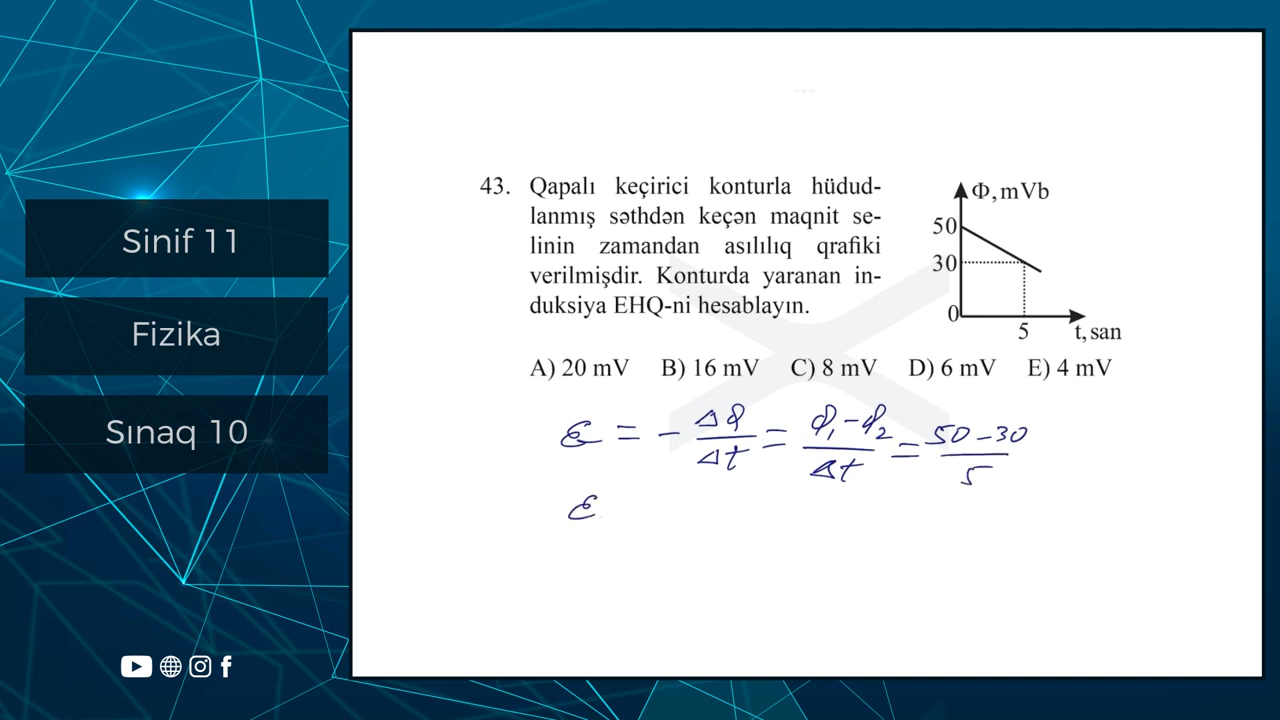 Sinif 11
Fizika
Sınaq 10
43. Qapalı keçirici konturla hüdud-
lanmış səthdən keçən maqnit se-
linin zamandan asılılıq qrafiki
verilmişdir. Konturda yaranan in-
duksiya EHQ-ni hesablayın.
Φ, mVb
50
30
0
5
t, san
A) 20 mV B) 16 mV C) 8 mV D) 6 mV E) 4 mV
ℰ = - ΔΦ/Δt = Φ₁-Φ₂/Δt = 50-30/5
ℰ